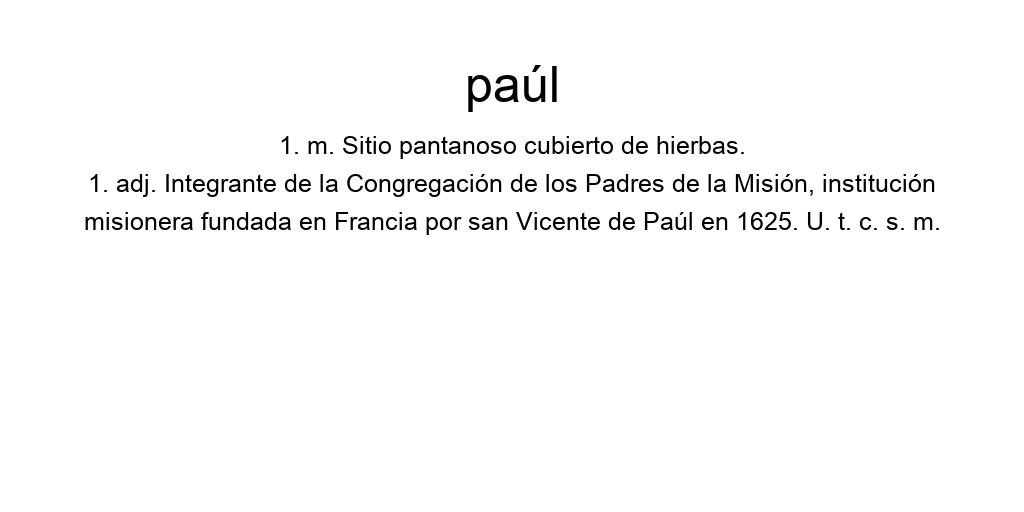 paúl
1. m. Sitio pantanoso cubierto de hierbas.
1. adj. Integrante de la Congregación de los Padres de la Misión, institución
misionera fundada en Francia por san Vicente de Paúl en 1625. U. t. c. s. m.